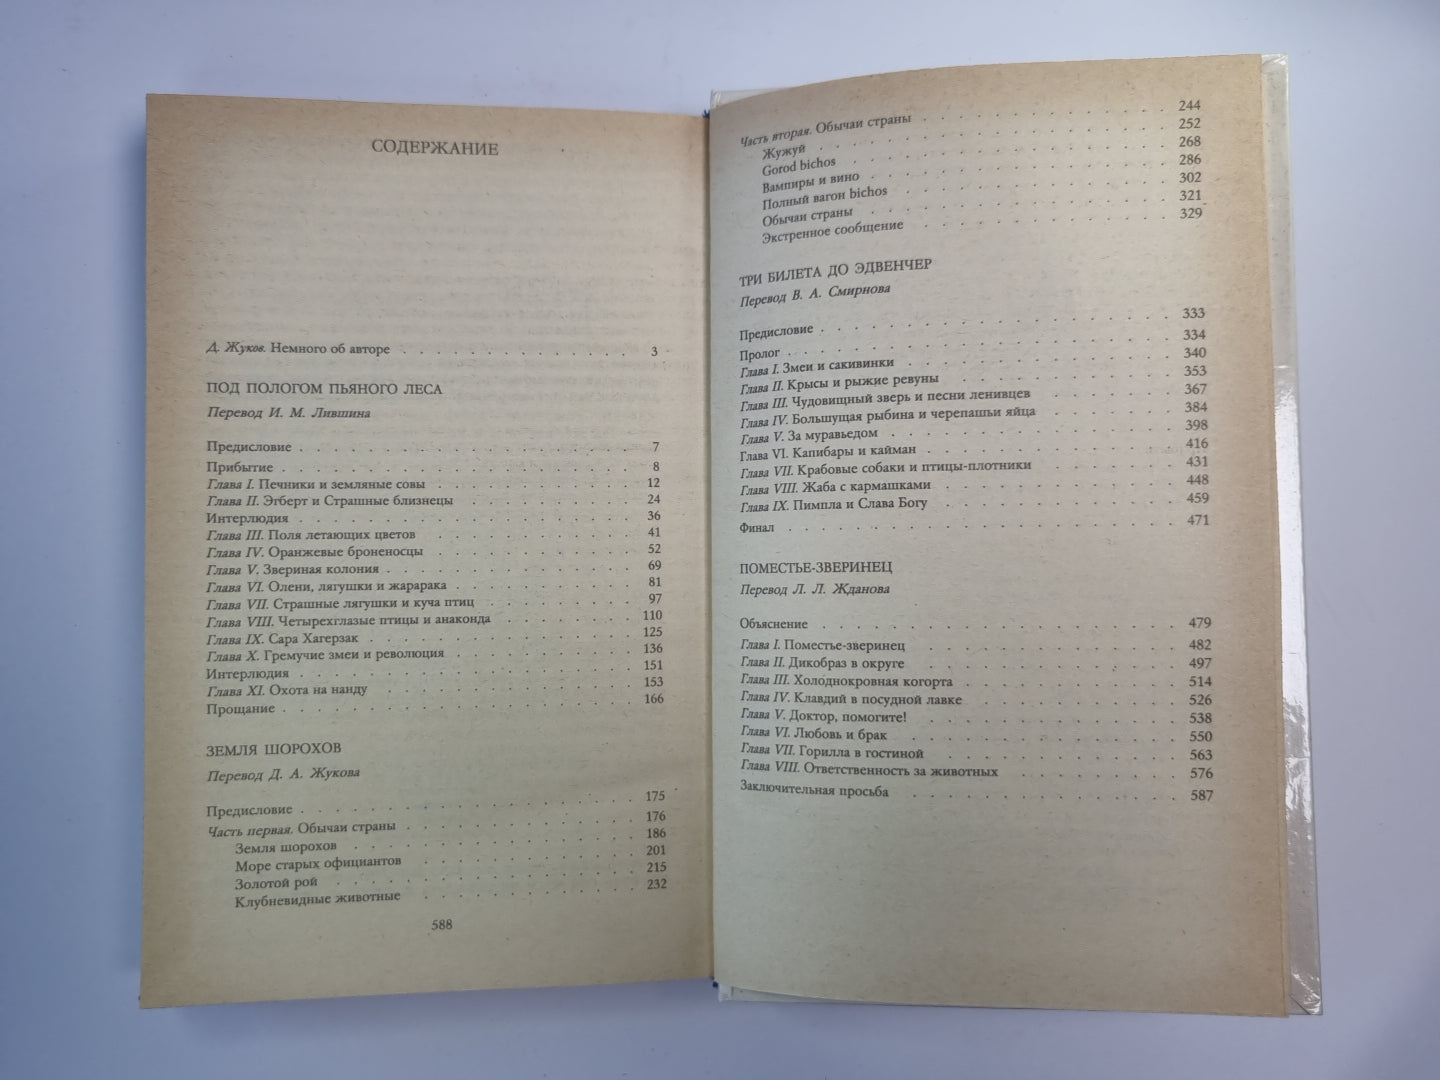 СОДЕРЖАНИЕ
Д. Жуков. Немного об авторе . . . . . . . . . . . . . 3
ПОД ПОЛОГОМ ПЬЯНОГО ЛЕСА
Перевод И. М. Лившина
Предисловие . . . . . . . . . . . . . 7
Прибытие . . . . . . . . . . . . . 8
Глава I. Печники и земляные совы . . . . . . . . . . . . . 12
Глава II. Эгберт и Страшные близнецы . . . . . . . . . . . . . 24
Интерлюдия . . . . . . . . . . . . . 36
Глава III. Поля летающих цветов . . . . . . . . . . . . . 41
Глава IV. Оранжевые броненосцы . . . . . . . . . . . . . 52
Глава V. Звериная колония . . . . . . . . . . . . . 69
Глава VI. Олени, лягушки и жарарака . . . . . . . . . . . . . 81
Глава VII. Страшные лягушки и куча птиц . . . . . . . . . . . . . 97
Глава VIII. Четырехглазые птицы и анаконда . . . . . . . . . . . . . 110
Глава IX. Сара Хагерзак . . . . . . . . . . . . . 125
Глава X. Гремучие змеи и революция . . . . . . . . . . . . . 136
Интерлюдия . . . . . . . . . . . . . 151
Глава XI. Охота на нанду . . . . . . . . . . . . . 153
Прощание . . . . . . . . . . . . . 166
ЗЕМЛЯ ШОРОХОВ
Перевод Д. А. Жукова
Предисловие . . . . . . . . . . . . . 175
Часть первая. Обычаи страны . . . . . . . . . . . . . 176
Земля шорохов . . . . . . . . . . . . . 186
Море старых официантов . . . . . . . . . . . . . 201
Золотой рой . . . . . . . . . . . . . 215
Клубневидные животные . . . . . . . . . . . . . 232
588
Часть вторая. Обычаи страны . . . . . . . . . . . . . 244
Жужуй . . . . . . . . . . . . . 252
Gorod bichos . . . . . . . . . . . . . 268
Вампиры и вино . . . . . . . . . . . . . 286
Полный вагон bichos . . . . . . . . . . . . . 302
Обычаи страны . . . . . . . . . . . . . 321
Экстренное сообщение . . . . . . . . . . . . . 329
ТРИ БИЛЕТА ДО ЭДВЕНЧЕР
Перевод В. А. Смирнова
Предисловие . . . . . . . . . . . . . 333
Пролог . . . . . . . . . . . . . 334
Глава I. Змеи и сакивинки . . . . . . . . . . . . . 340
Глава II. Крысы и рыжие ревуны . . . . . . . . . . . . . 353
Глава III. Чудовищный зверь и песни ленивцев . . . . . . . . . . . . . 367
Глава IV. Большущая рыбина и черепашьи яйца . . . . . . . . . . . . . 384
Глава V. За муравьедом . . . . . . . . . . . . . 398
Глава VI. Капибары и кайман . . . . . . . . . . . . . 416
Глава VII. Крабовые собаки и птицы-плотники . . . . . . . . . . . . . 431
Глава VIII. Жаба с кармашками . . . . . . . . . . . . . 448
Глава IX. Пимпла и Слава Богу . . . . . . . . . . . . . 459
Финал . . . . . . . . . . . . . 471
ПОМЕСТЬЕ-ЗВЕРИНЕЦ
Перевод Л. Л. Жданова
Объяснение . . . . . . . . . . . . . 479
Глава I. Поместье-зверинец . . . . . . . . . . . . . 482
Глава II. Дикобраз в округе . . . . . . . . . . . . . 497
Глава III. Холоднокровная когорта . . . . . . . . . . . . . 514
Глава IV. Клавдий в посудной лавке . . . . . . . . . . . . . 526
Глава V. Доктор, помогите! . . . . . . . . . . . . . 538
Глава VI. Любовь и брак . . . . . . . . . . . . . 550
Глава VII. Горилла в гостиной . . . . . . . . . . . . . 563
Глава VIII. Ответственность за животных . . . . . . . . . . . . . 576
Заключительная просьба . . . . . . . . . . . . . 587